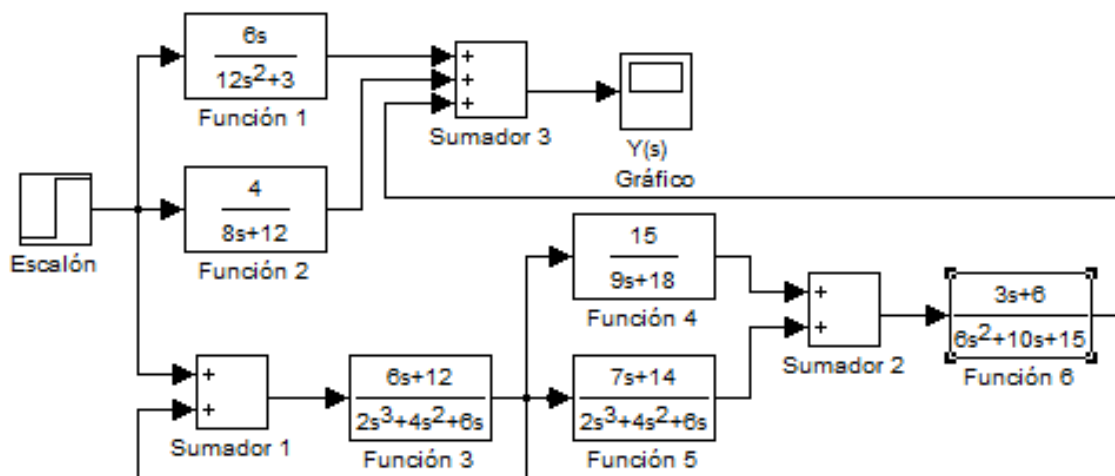 6s
12s²+3
Función 1
+
+
+
Sumador 3
Y(s)
Gráfico
Escalón
4
8s+12
Función 2
15
9s+18
Función 4
+
+
Sumador 2
3s+6
6s²+10s+15
Función 6
+
+
Sumador 1
6s+12
2s³+4s²+6s
Función 3
7s+14
2s³+4s²+6s
Función 5